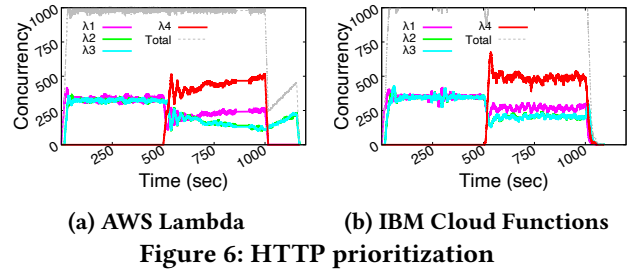 1000
750
500
250
0
Concurrency
λ1
λ2
λ3
λ4
Total
250
500
750
1000
Time (sec)
1000
750
500
250
0
Concurrency
λ1
λ2
λ3
λ4
Total
250
500
750
1000
Time (sec)
(a) AWS Lambda
(b) IBM Cloud Functions
Figure 6: HTTP prioritization